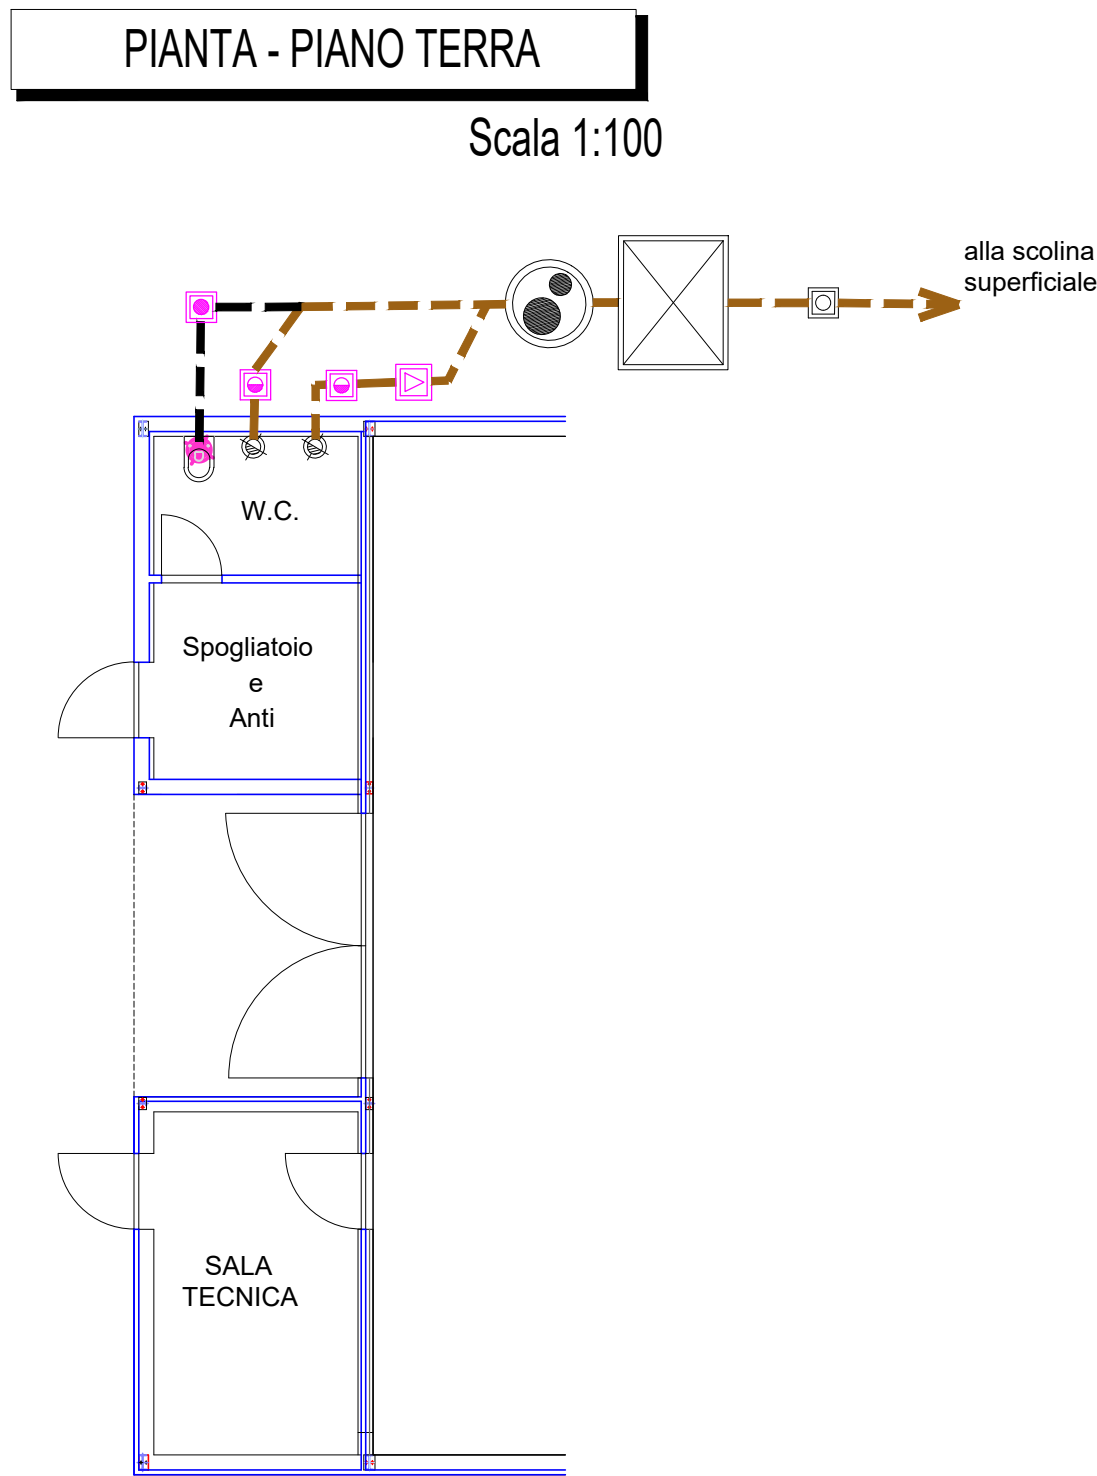 PIANTA - PIANO TERRA
Scala 1:100
alla scolina
superficiale
W.C.
Spogliatoio
e
Anti
SALA
TECNICA